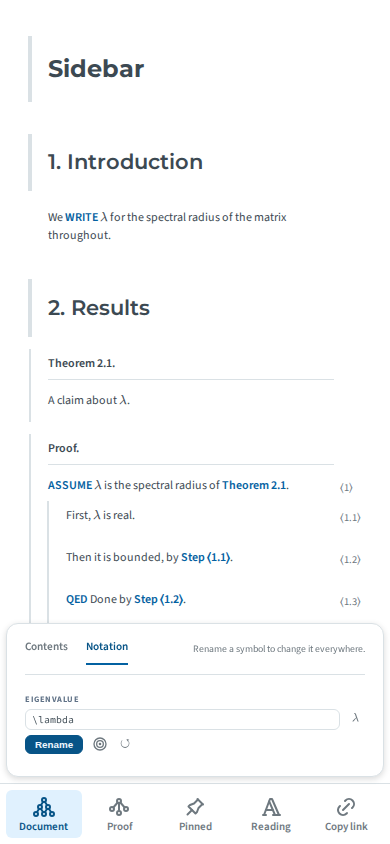 Sidebar
1. Introduction
We WRITE λ for the spectral radius of the matrix
throughout.
2. Results
Theorem 2.1.
A claim about λ.
Proof.
ASSUME λ is the spectral radius of Theorem 2.1. ⟨1⟩
First, λ is real. ⟨1.1⟩
Then it is bounded, by Step ⟨1.1⟩. ⟨1.2⟩
QED Done by Step ⟨1.2⟩. ⟨1.3⟩
Contents Notation Rename a symbol to change it everywhere.
EIGENVALUE
\lambda λ
Rename
Document Proof Pinned Reading Copy link